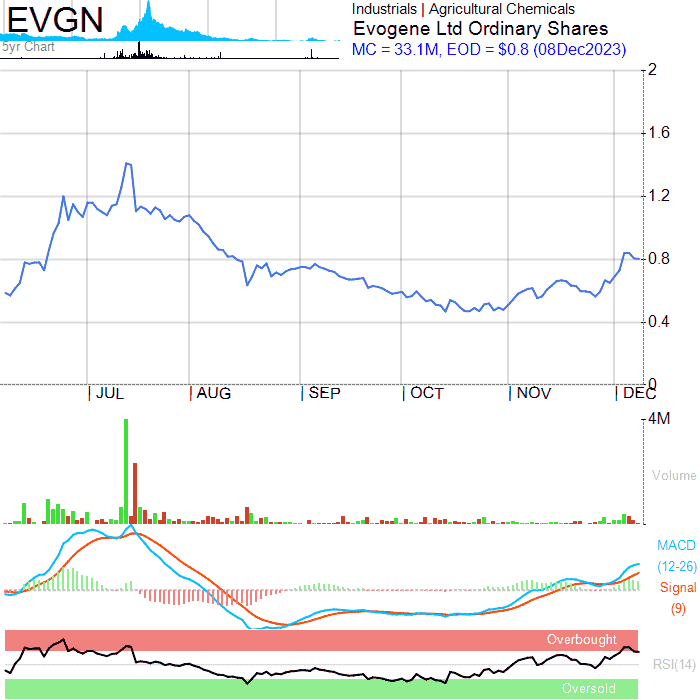 EVGN
5yr Chart
Industrials | Agricultural Chemicals
Evogene Ltd Ordinary Shares
MC = 33.1M, EOD = $0.8 (08Dec2023)
2
1.6
1.2
0.8
0.4
0
JUL AUG SEP OCT NOV DEC
4M
Volume
MACD
(12-26)
Signal
(9)
Overbought
RSI(14)
Oversold